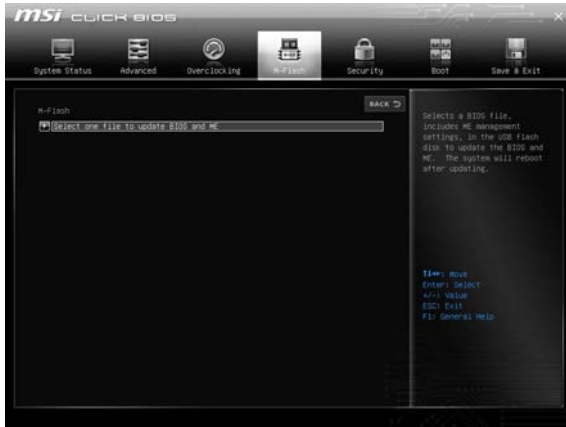 msi CLICK BIOS
System Status
Advanced
Overclocking
M-Flash
Security
Boot
Save & Exit
M-Flash
BACK
Select one file to update BIOS and ME
Selects a BIOS file,
includes ME management
settings, in the USB flash
disk to update the BIOS and
ME. The system will reboot
after updating.
↑↓←→: Move
Enter: Select
+/-: Value
ESC: Exit
F1: General Help